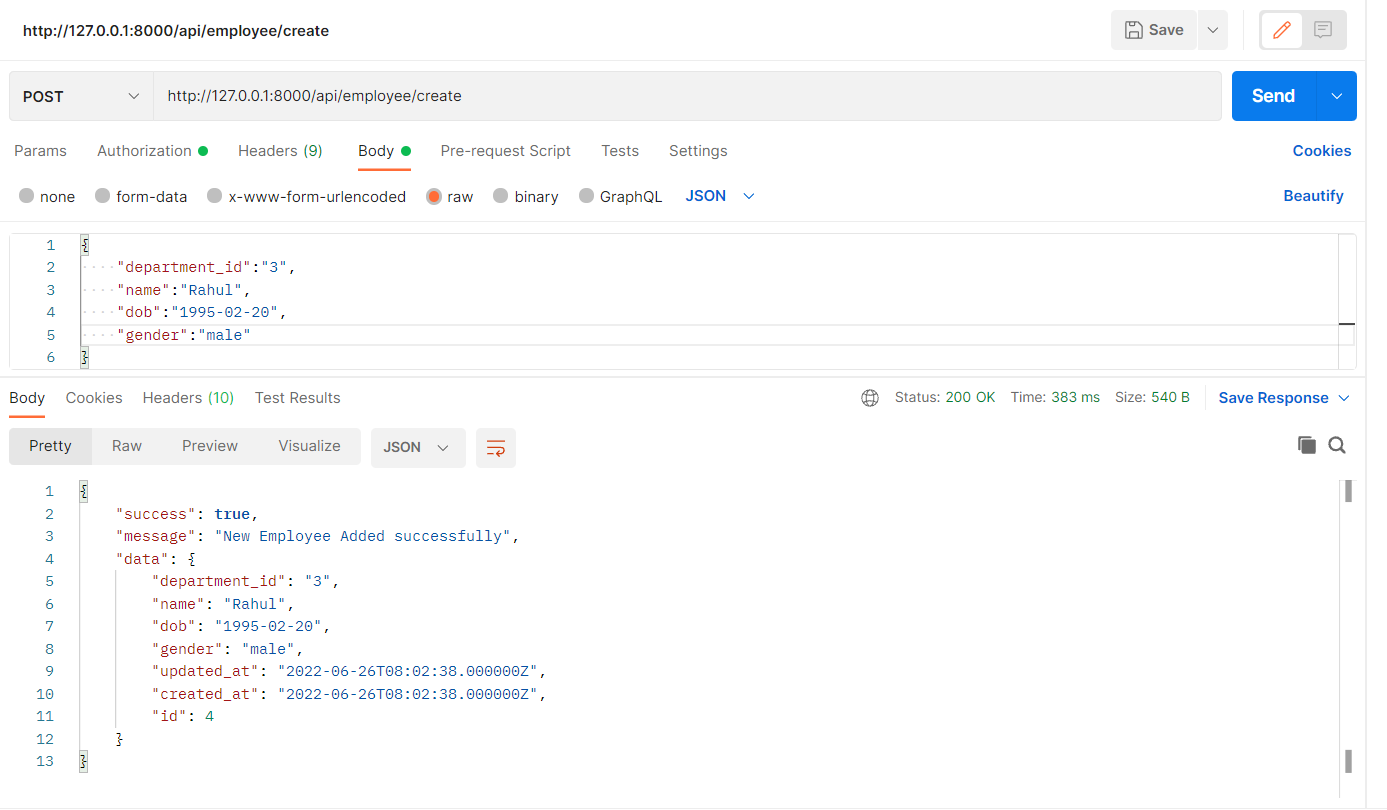 http://127.0.0.1:8000/api/employee/create Save
POST http://127.0.0.1:8000/api/employee/create Send
Params Authorization Headers (9) Body Pre-request Script Tests Settings Cookies
none form-data x-www-form-urlencoded raw binary GraphQL JSON Beautify
1 {
2 ····"department_id":"3",
3 ····"name":"Rahul",
4 ····"dob":"1995-02-20",
5 ····"gender":"male"
6 }
Body Cookies Headers (10) Test Results Status: 200 OK Time: 383 ms Size: 540 B Save Response
Pretty Raw Preview Visualize JSON
1 {
2 "success": true,
3 "message": "New Employee Added successfully",
4 "data": {
5 "department_id": "3",
6 "name": "Rahul",
7 "dob": "1995-02-20",
8 "gender": "male",
9 "updated_at": "2022-06-26T08:02:38.000000Z",
10 "created_at": "2022-06-26T08:02:38.000000Z",
11 "id": 4
12 }
13 }